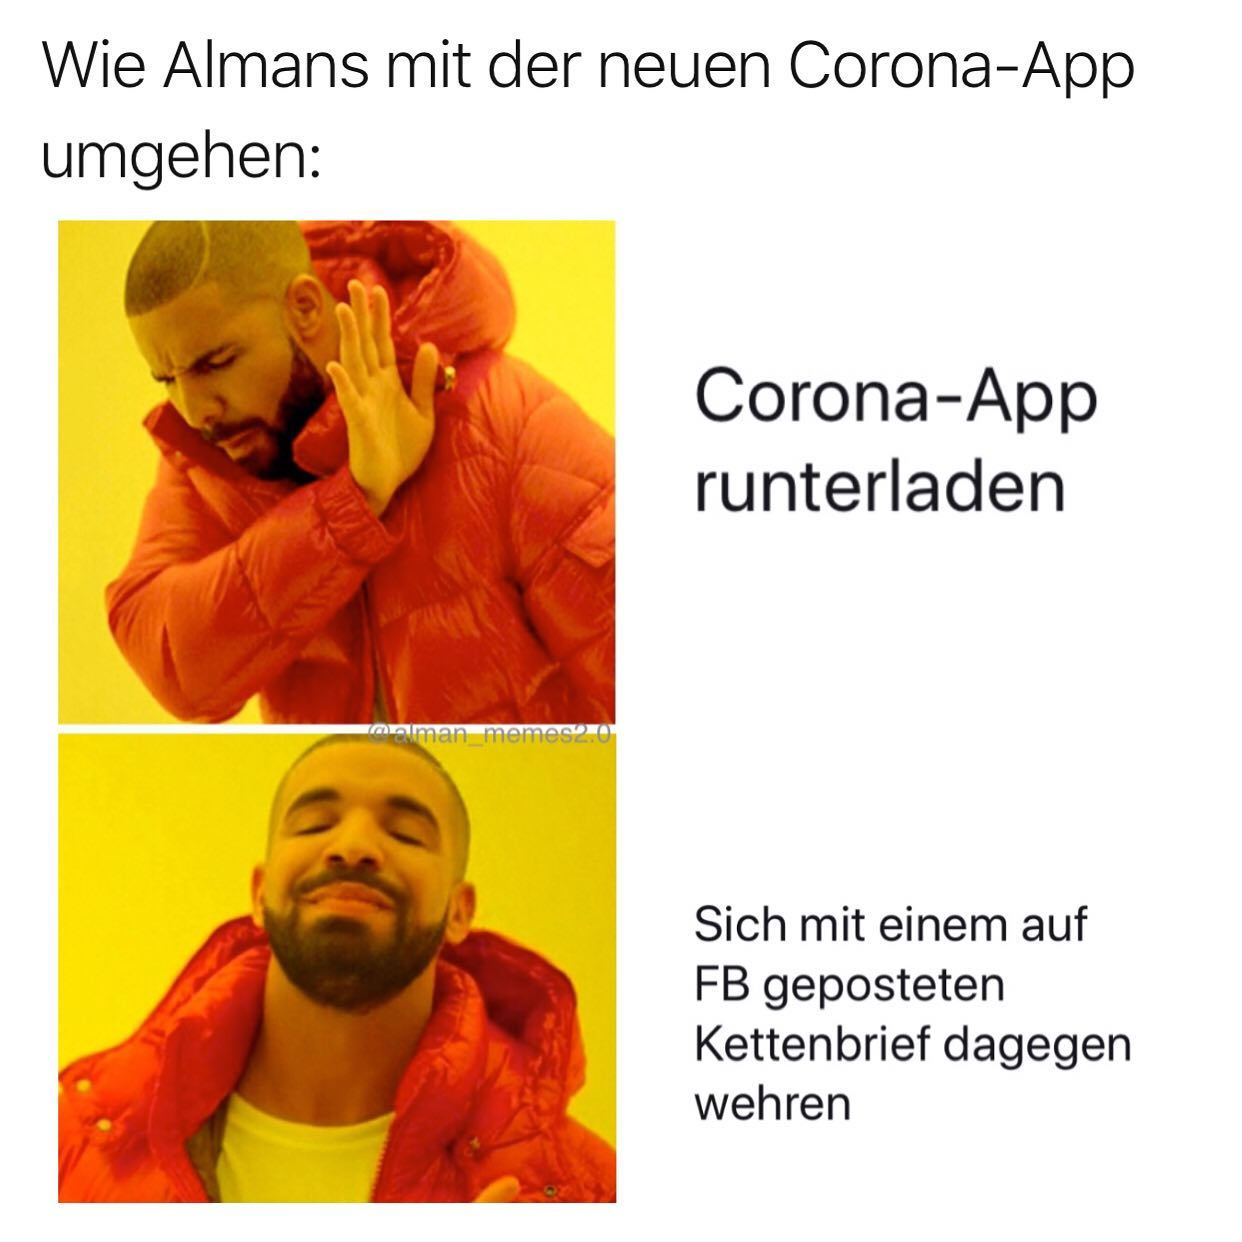 Wie Almans mit der neuen Corona-App
umgehen:
Corona-App
runterladen
@alman_memes2.0
Sich mit einem auf
FB geposteten
Kettenbrief dagegen
wehren